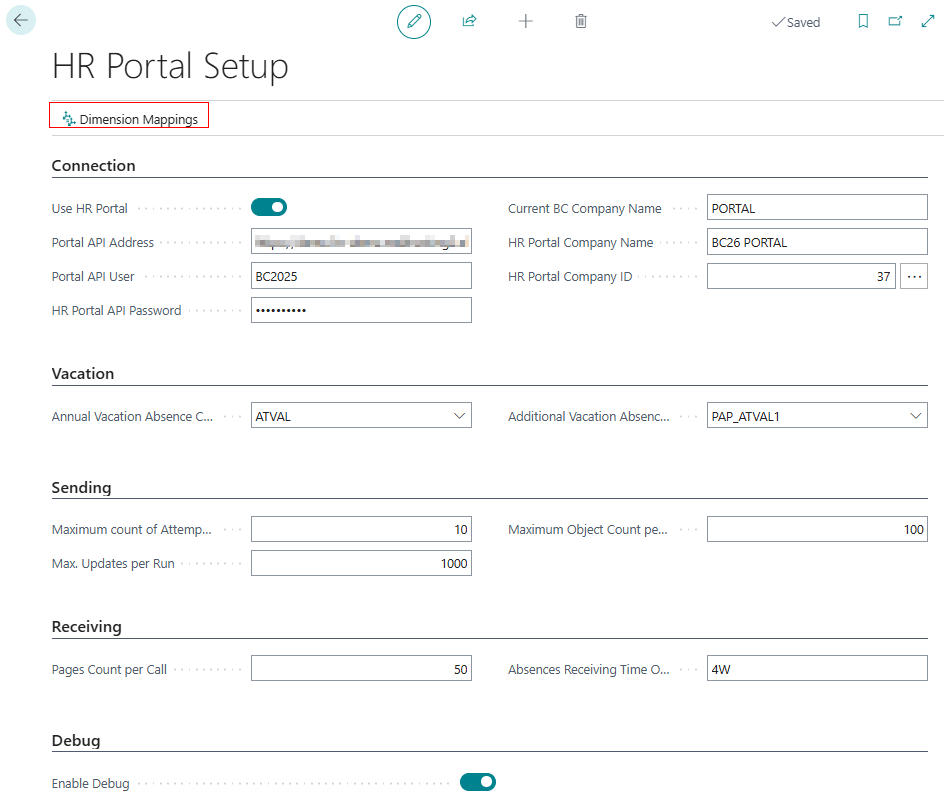 Saved
HR Portal Setup
Dimension Mappings
Connection
Use HR Portal
Current BC Company Name PORTAL
Portal API Address
HR Portal Company Name BC26 PORTAL
Portal API User BC2025
HR Portal Company ID 37
HR Portal API Password ••••••••••
Vacation
Annual Vacation Absence C... ATVAL
Additional Vacation Absenc... PAP_ATVAL1
Sending
Maximum count of Attemp... 10
Maximum Object Count pe... 100
Max. Updates per Run 1000
Receiving
Pages Count per Call 50
Absences Receiving Time O... 4W
Debug
Enable Debug